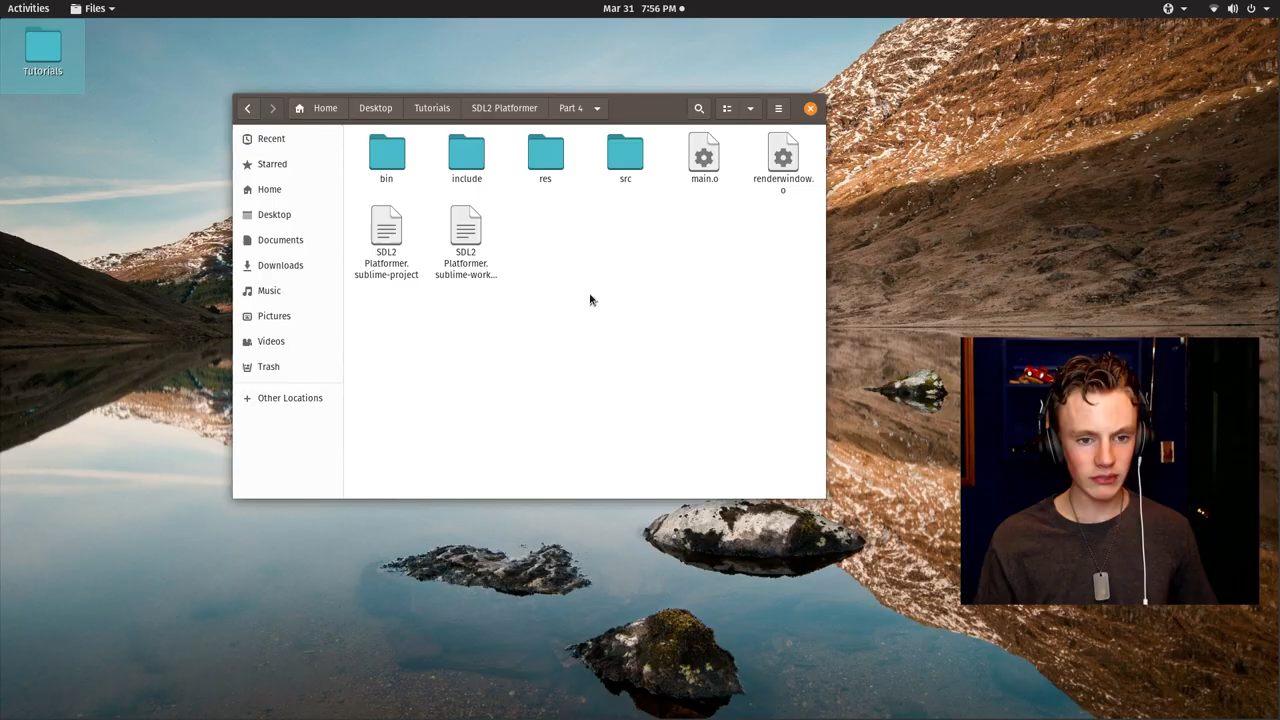 Activities Files Mar 31 7:56 PM
Tutorials
Home Desktop Tutorials SDL2 Platformer Part 4
Recent
Starred
Home
Desktop
Documents
Downloads
Music
Pictures
Videos
Trash
Other Locations
bin include res src main.o renderwindow.
o
SDL2
Platformer.
sublime-project
SDL2
Platformer.
sublime-work...